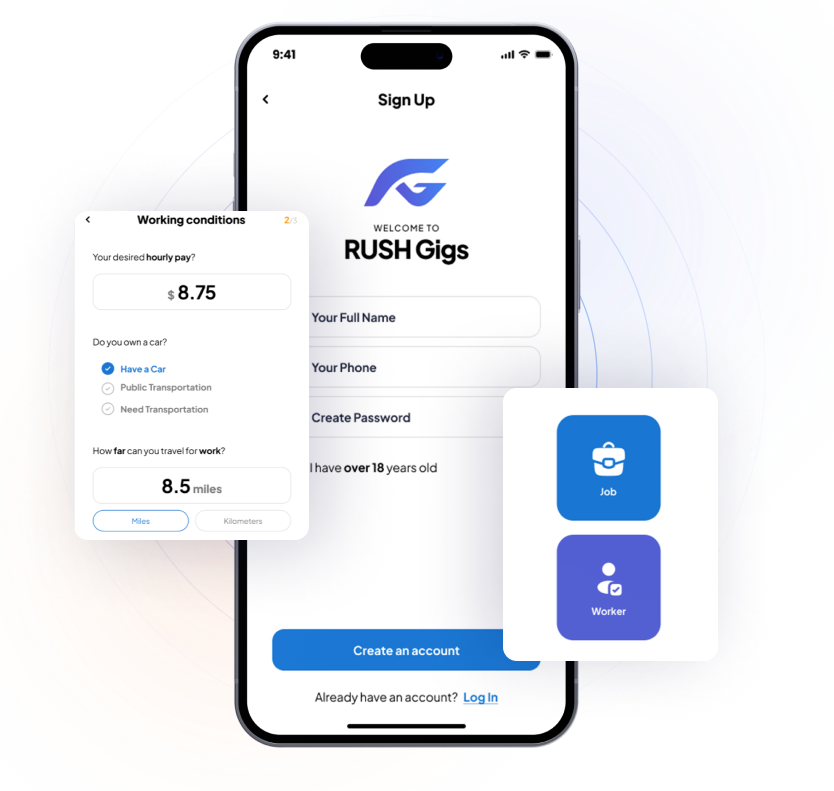 9:41
Sign Up
WELCOME TO
RUSH Gigs
Your Full Name
Your Phone
Create Password
I have over 18 years old
Create an account
Already have an account? Log In
Working conditions 2/3
Your desired hourly pay?
$ 8.75
Do you own a car?
Have a Car
Public Transportation
Need Transportation
How far can you travel for work?
8.5 miles
Miles Kilometers
Job
Worker